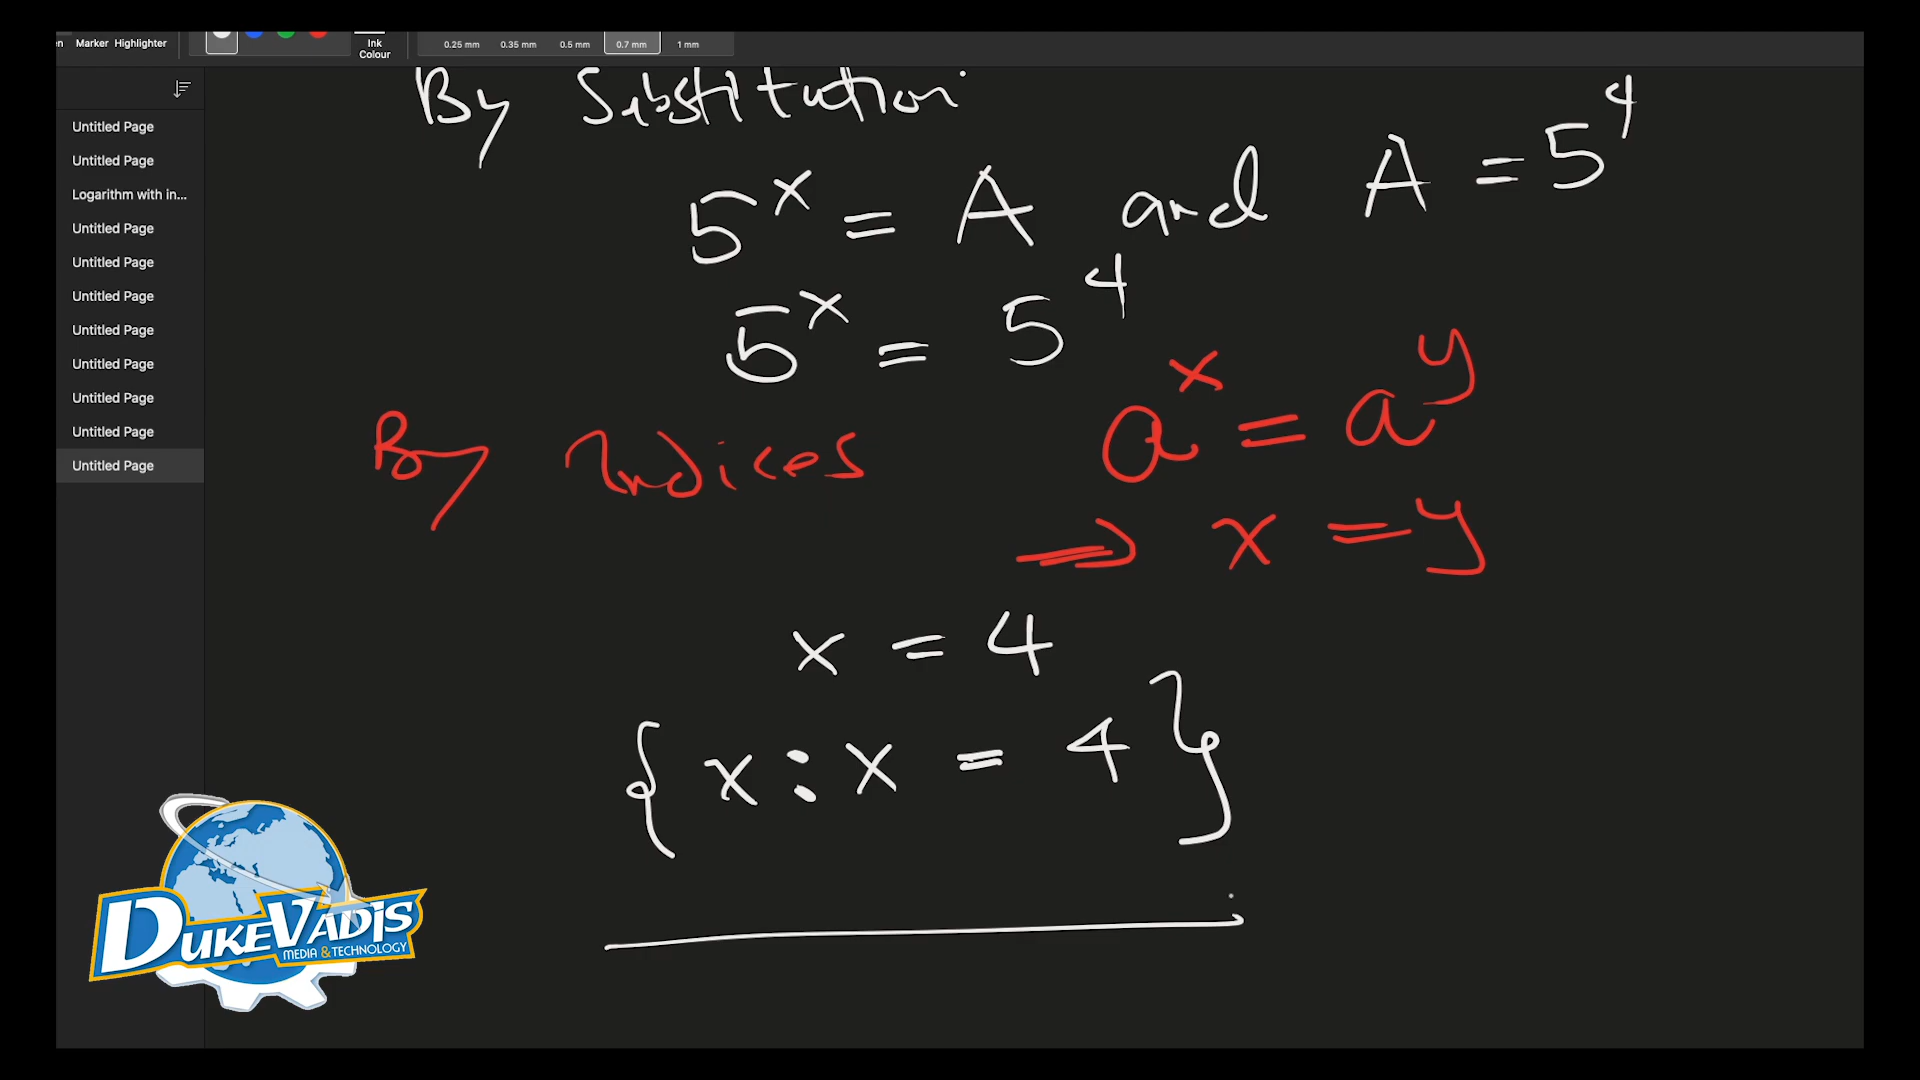 en Marker Highlighter
Ink
Colour
0.25 mm 0.35 mm 0.5 mm 0.7 mm 1 mm
Untitled Page
Untitled Page
Logarithm with in...
Untitled Page
Untitled Page
Untitled Page
Untitled Page
Untitled Page
Untitled Page
Untitled Page
Untitled Page
By Substitution
5^x = A and A = 5^4
5^x = 5^4
By Indices a^x = a^y
⇒ x = y
x = 4
{ x : x = 4 }
DUKEVADIS
MEDIA & TECHNOLOGY